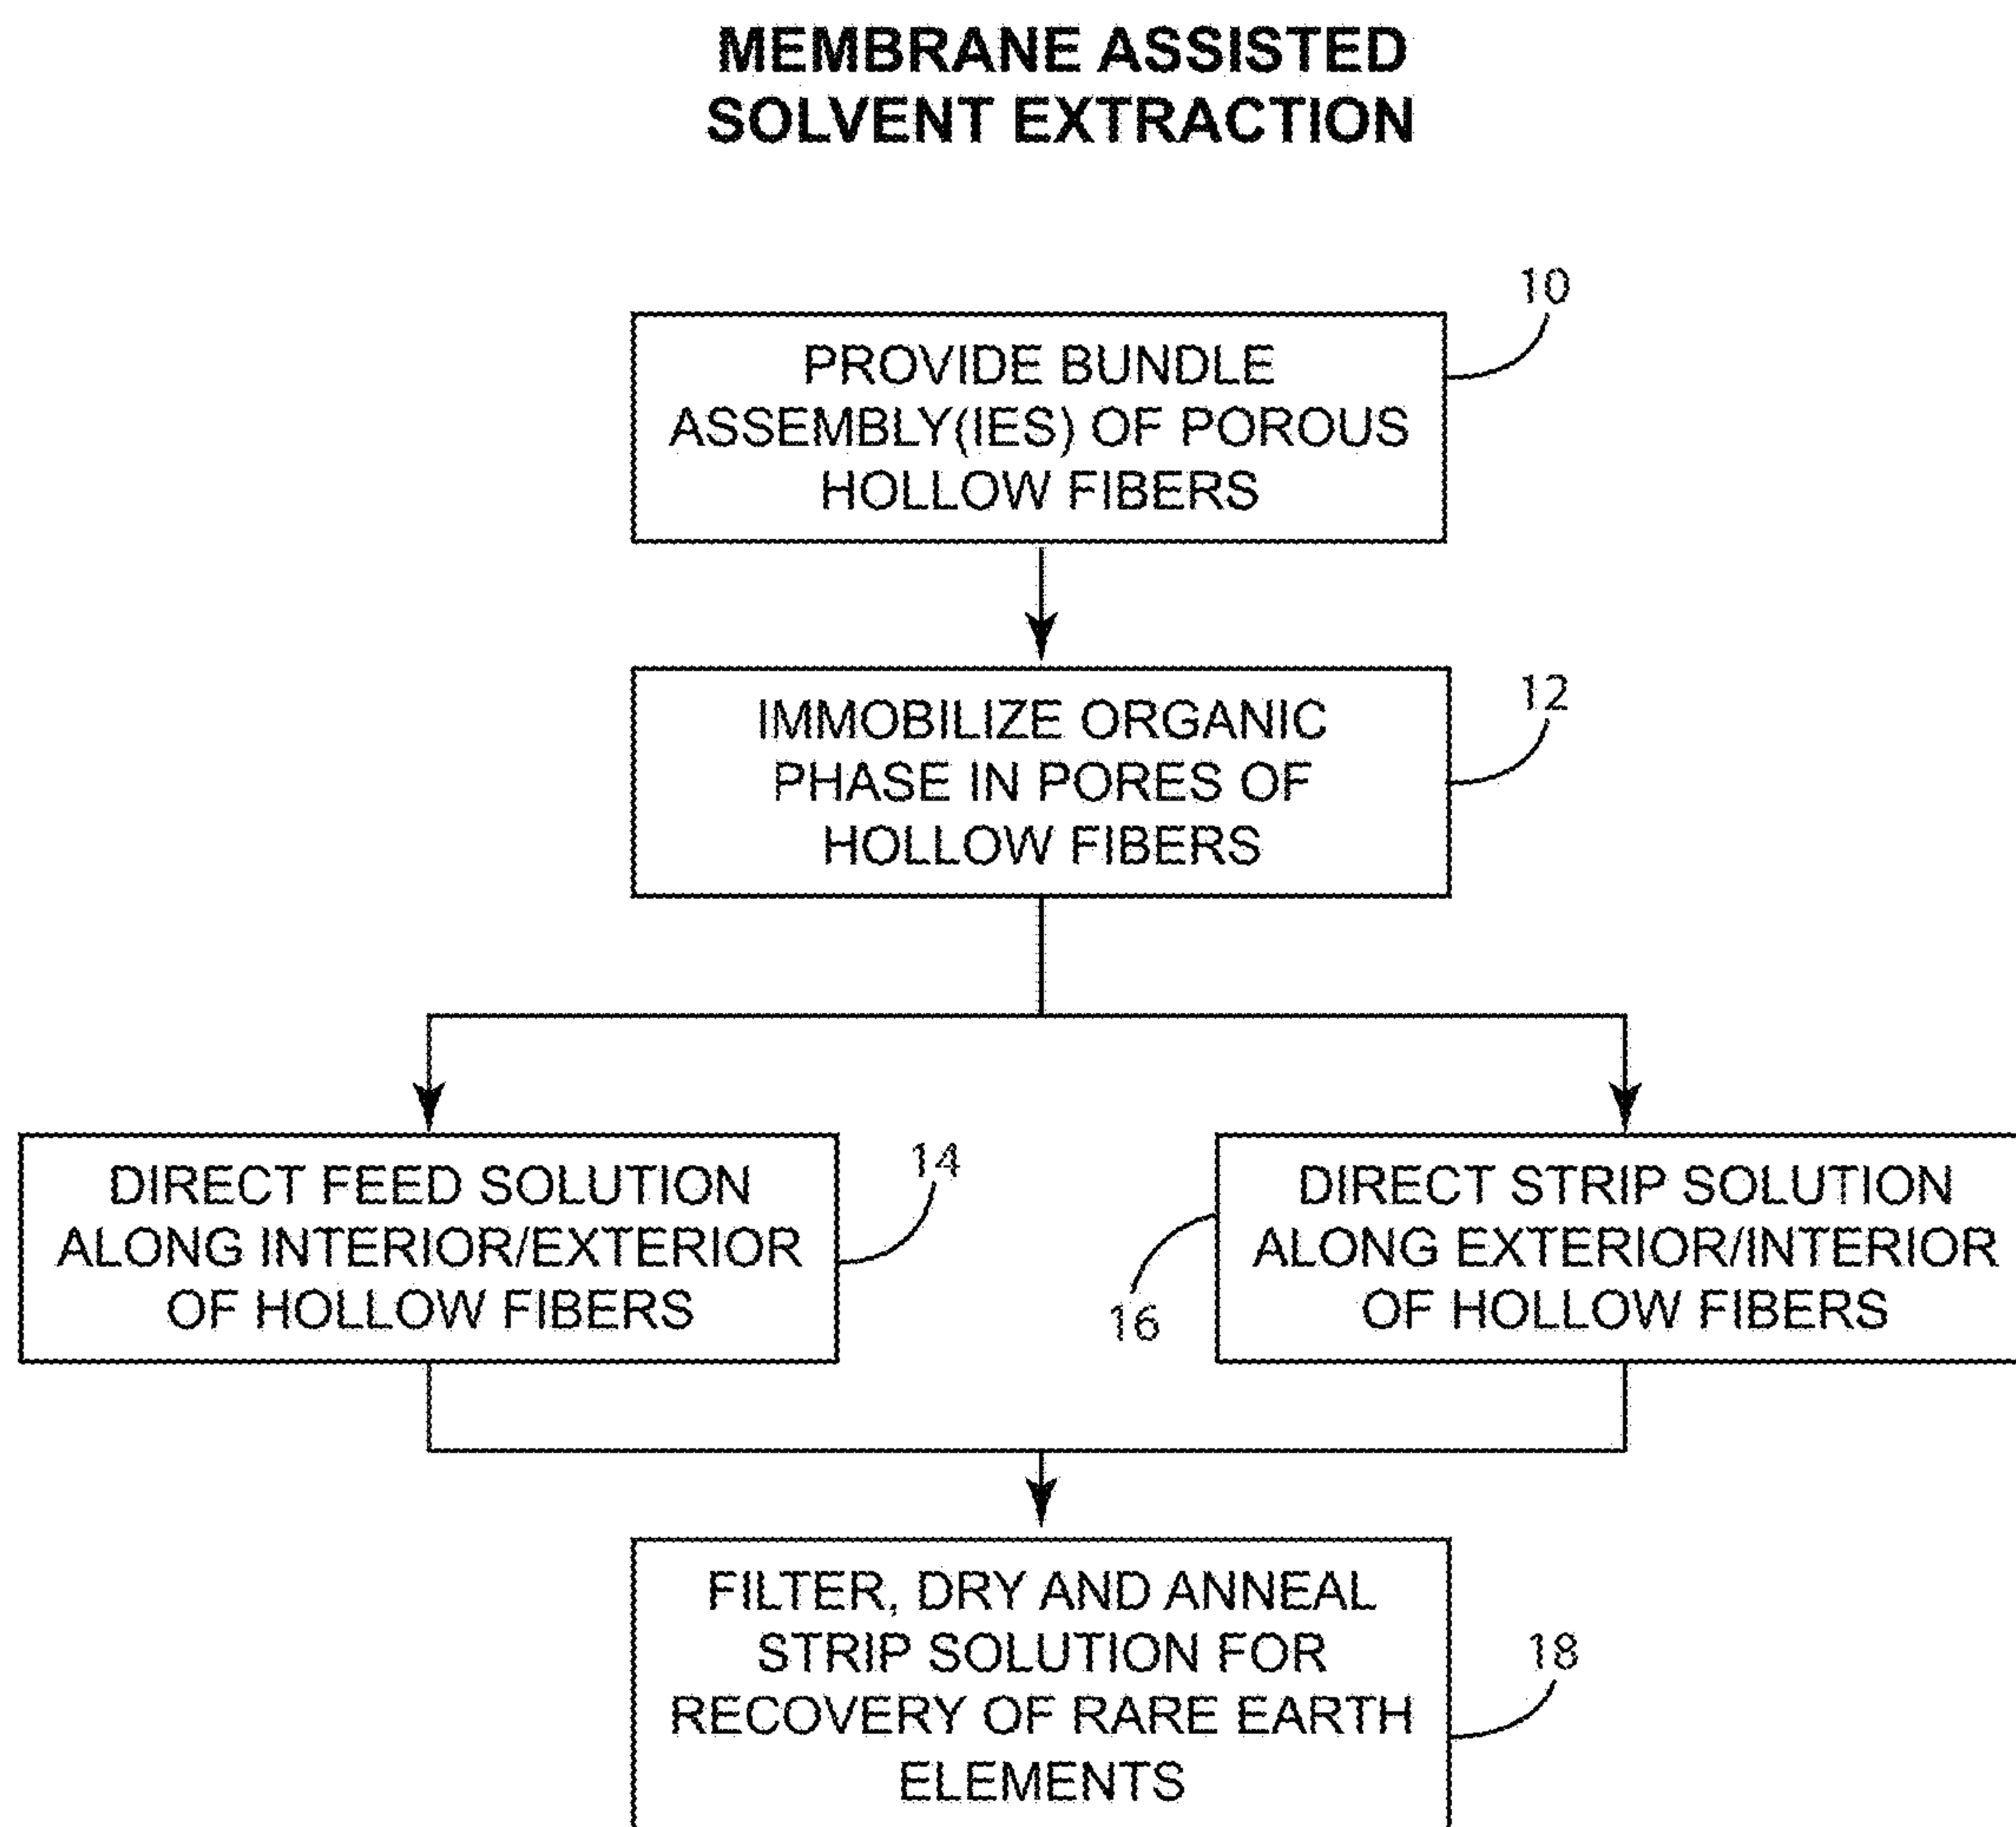 MEMBRANE ASSISTED
SOLVENT EXTRACTION
10
PROVIDE BUNDLE
ASSEMBLY(IES) OF POROUS
HOLLOW FIBERS
12
IMMOBILIZE ORGANIC
PHASE IN PORES OF
HOLLOW FIBERS
14
DIRECT FEED SOLUTION
ALONG INTERIOR/EXTERIOR
OF HOLLOW FIBERS
16
DIRECT STRIP SOLUTION
ALONG EXTERIOR/INTERIOR
OF HOLLOW FIBERS
18
FILTER, DRY AND ANNEAL
STRIP SOLUTION FOR
RECOVERY OF RARE EARTH
ELEMENTS